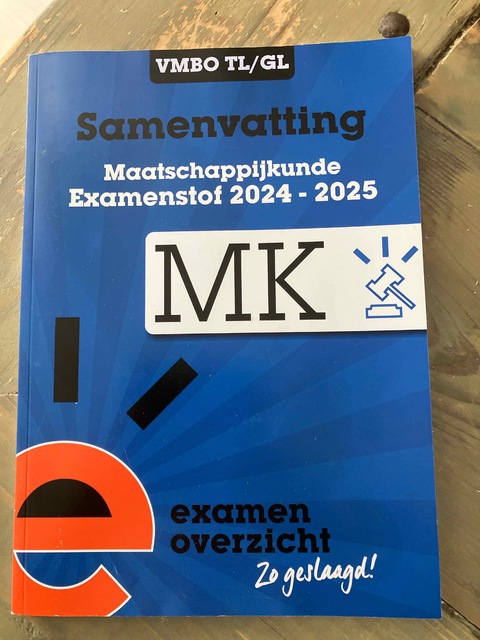 VMBO TL/GL
Samenvatting
Maatschappijkunde
Examenstof 2024 - 2025
MK
e
examen
overzicht
Zo geslaagd!